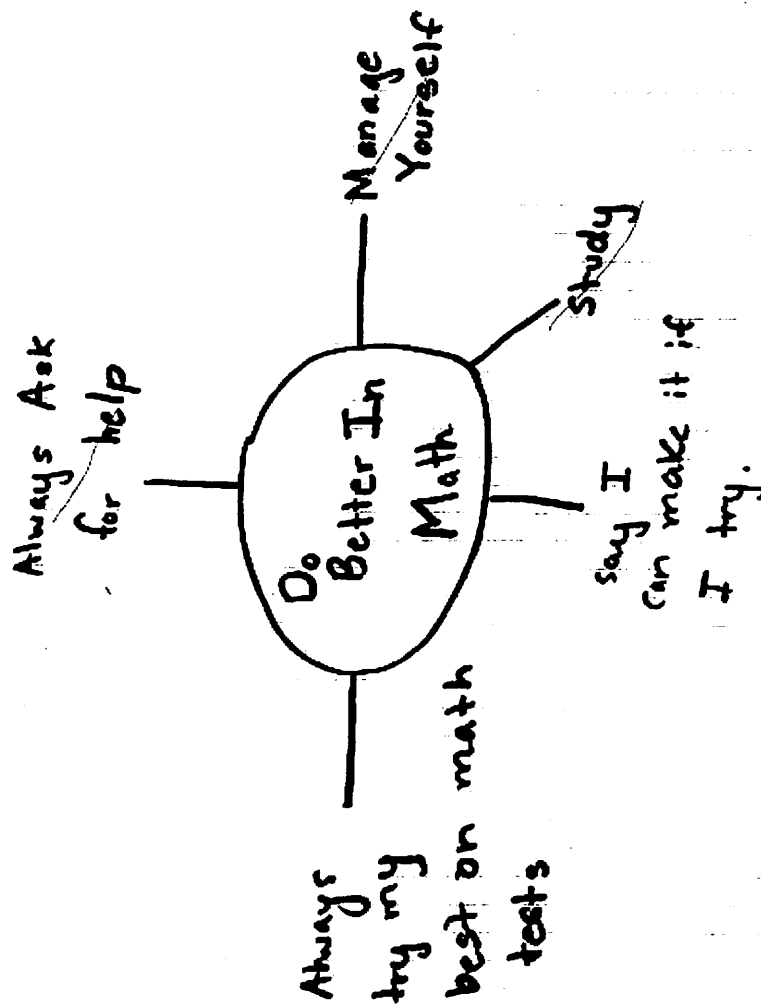 Do
Better In
Math
Always Ask
for help
Manage
Yourself
Study
say I
can make it if
I try.
Always
try my
best on math
tests